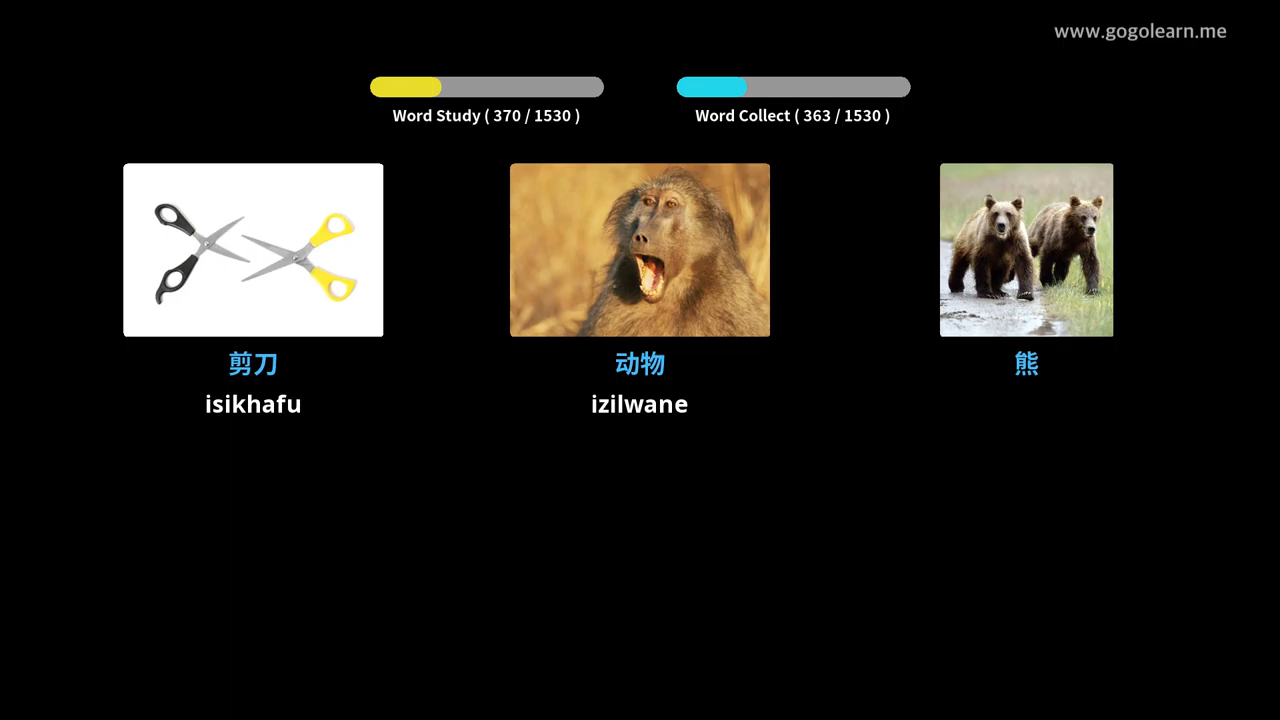 www.gogolearn.me
Word Study ( 370 / 1530 )
Word Collect ( 363 / 1530 )
剪刀
动物
熊
isikhafu
izilwane